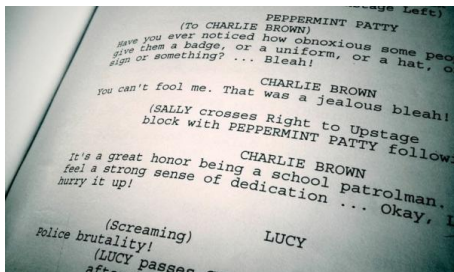 stage Left)
PEPPERMINT PATTY
(To CHARLIE BROWN)
Have you ever noticed how obnoxious some
give them a badge, or a uniform, or a hat,
sign or something? ... Bleah!
CHARLIE BROWN
You can't fool me. That was a jealous bleah!
(SALLY crosses Right to Upstage
block with PEPPERMINT PATTY
CHARLIE BROWN
It's a great honor being a school patrolman.
feel a strong sense of dedication ... Okay,
hurry it up!
LUCY
(Screaming)
Police brutality!
(LUCY passes